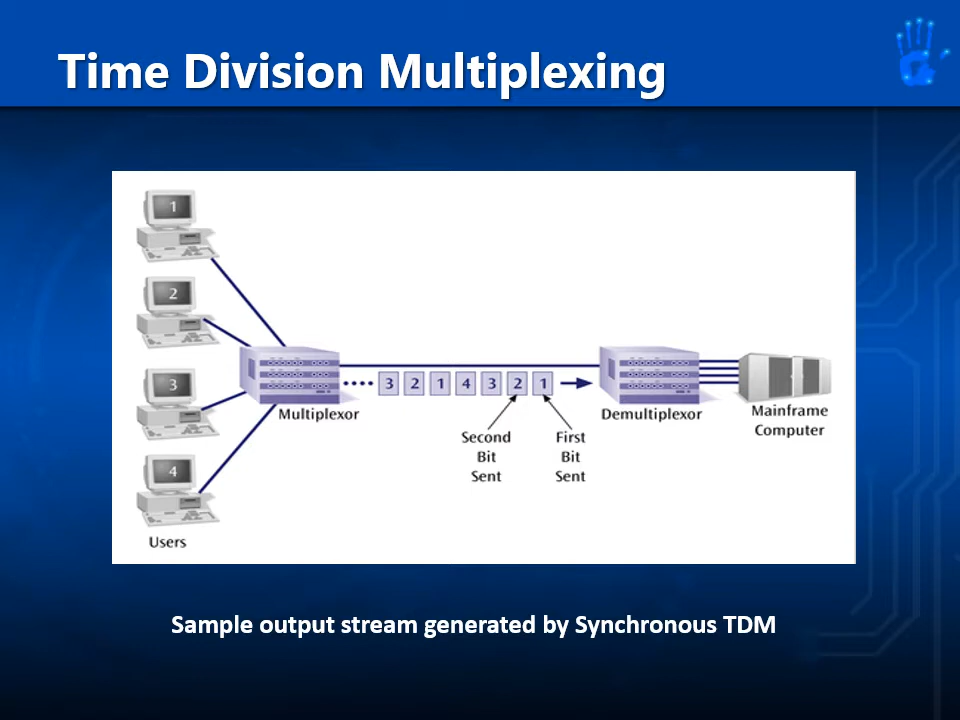 Time Division Multiplexing
1
2
3
4
Users
Multiplexor
3 2 1 4 3 2 1
Second
Bit
Sent
First
Bit
Sent
Demultiplexor
Mainframe
Computer
Sample output stream generated by Synchronous TDM